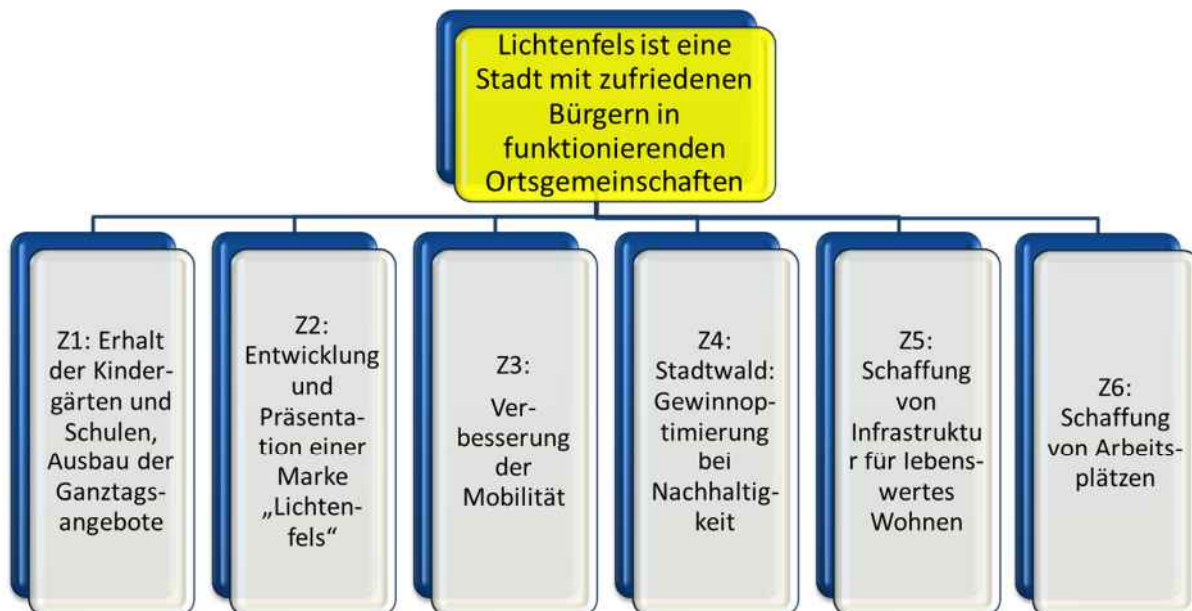 Lichtenfels ist eine
Stadt mit zufriedenen
Bürgern in
funktionierenden
Ortsgemeinschaften
Z1: Erhalt
der Kinder-
gärten und
Schulen,
Ausbau der
Ganztags-
angebote
Z2:
Entwicklung
und
Präsenta-
tion einer
Marke
„Lichten-
fels“
Z3:
Ver-
besserung
der
Mobilität
Z4:
Stadtwald:
Gewinnop-
timierung
bei
Nachhaltig-
keit
Z5:
Schaffung
von
Infrastruktu
r für lebens-
wertes
Wohnen
Z6:
Schaffung
von Arbeits-
plätzen